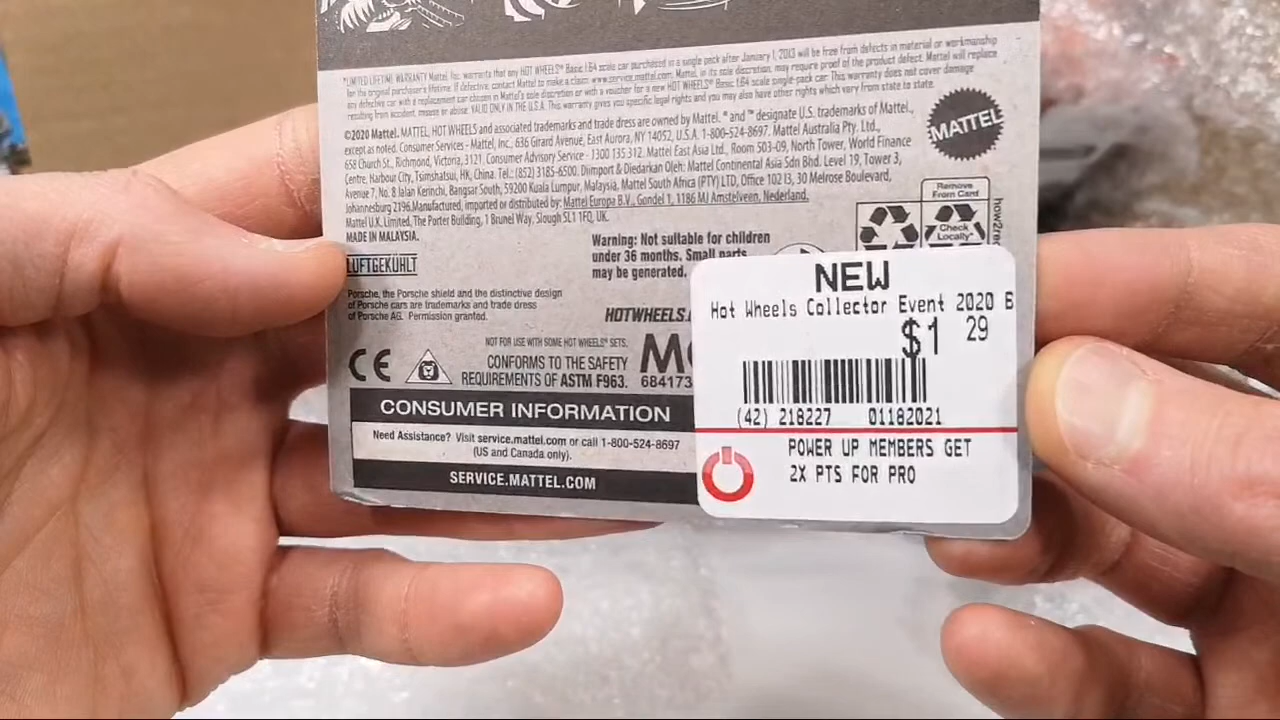 *LIMITED LIFETIME WARRANTY Mattel, Inc. warrants that any HOT WHEELS® Basic 1:64 scale car purchased in a single pack after January 1, 2013 will be free from defects in material or workmanship
for the original purchaser's lifetime. If defective, contact Mattel to make a claim: www.service.mattel.com. Mattel, in its sole discretion, may require proof of the product defect. Mattel will replace
any defective car with a replacement car chosen in Mattel's sole discretion or with a voucher for a new HOT WHEELS® Basic 1:64 scale single-pack car. This warranty does not cover damage
resulting from accident, misuse or abuse. VALID ONLY IN THE U.S.A. This warranty gives you specific legal rights and you may also have other rights which vary from state to state.
©2020 Mattel. MATTEL, HOT WHEELS and associated trademarks and trade dress are owned by Mattel. ® and ™ designate U.S. trademarks of Mattel,
except as noted. Consumer Services - Mattel, Inc., 636 Girard Avenue, East Aurora, NY 14052, U.S.A. 1-800-524-8697. Mattel Australia Pty. Ltd.,
658 Church St., Richmond, Victoria, 3121. Consumer Advisory Service - 1300 135 312. Mattel East Asia Ltd., Room 503-09, North Tower, World Finance
Centre, Harbour City, Tsimshatsui, HK, China. Tel.: (852) 3185-6500. Diimport & Diedarkan Oleh: Mattel Continental Asia Sdn Bhd. Level 19, Tower 3,
Avenue 7, No. 8 Jalan Kerinchi, Bangsar South, 59200 Kuala Lumpur, Malaysia. Mattel South Africa (PTY) LTD, Office 102 I3, 30 Melrose Boulevard,
Johannesburg 2196. Manufactured, imported or distributed by: Mattel Europa B.V., Gondel 1, 1186 MJ Amstelveen, Nederland.
Mattel U.K. Limited, The Porter Building, 1 Brunel Way, Slough SL1 1FQ, UK.
MADE IN MALAYSIA.
MATTEL
Remove
From Card
Check
Locally*
LUFTGEKÜHLT
Porsche, the Porsche shield and the distinctive design
of Porsche cars are trademarks and trade dress
of Porsche AG. Permission granted.
Warning: Not suitable for children
under 36 months. Small parts
may be generated.
NOT FOR USE WITH SOME HOT WHEELS® SETS.
CE
CONFORMS TO THE SAFETY
REQUIREMENTS OF ASTM F963.
684173
CONSUMER INFORMATION
Need Assistance? Visit service.mattel.com or call 1-800-524-8697
(US and Canada only).
SERVICE.MATTEL.COM
NEW
Hot Wheels Collector Event 2020 B
$1 29
(42) 218227 01182021
POWER UP MEMBERS GET
2X PTS FOR PRO